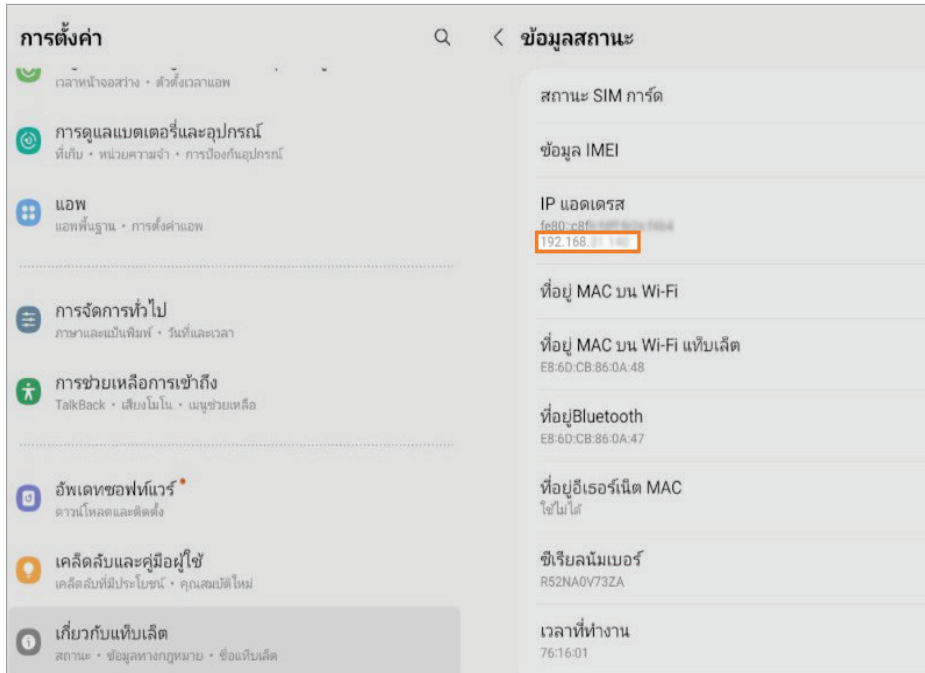 การตั้งค่า
เวลาหน้าจอสว่าง • ตัวตั้งเวลาแอพ
การดูแลแบตเตอรี่และอุปกรณ์
ที่เก็บ • หน่วยความจำ • การป้องกันอุปกรณ์
แอพ
แอพพื้นฐาน • การตั้งค่าแอพ
การจัดการทั่วไป
ภาษาและแป้นพิมพ์ • วันที่และเวลา
การช่วยเหลือการเข้าถึง
TalkBack • เสียงโมโน • เมนูช่วยเหลือ
อัพเดทซอฟท์แวร์
ดาวน์โหลดและติดตั้ง
เคล็ดลับและคู่มือผู้ใช้
เคล็ดลับที่มีประโยชน์ • คุณสมบัติใหม่
เกี่ยวกับแท็บเล็ต
สถานะ • ข้อมูลทางกฎหมาย • ชื่อแท็บเล็ต
ข้อมูลสถานะ
สถานะ SIM การ์ด
ข้อมูล IMEI
IP แอดเดรส
fe80::c8f
192.168.
ที่อยู่ MAC บน Wi-Fi
ที่อยู่ MAC บน Wi-Fi แท็บเล็ต
E8:6D:CB:86:0A:48
ที่อยู่Bluetooth
E8:6D:CB:86:0A:47
ที่อยู่อีเธอร์เน็ต MAC
ใช้ไม่ได้
ซีเรียลนัมเบอร์
R52NA0V73ZA
เวลาที่ทำงาน
76:16:01